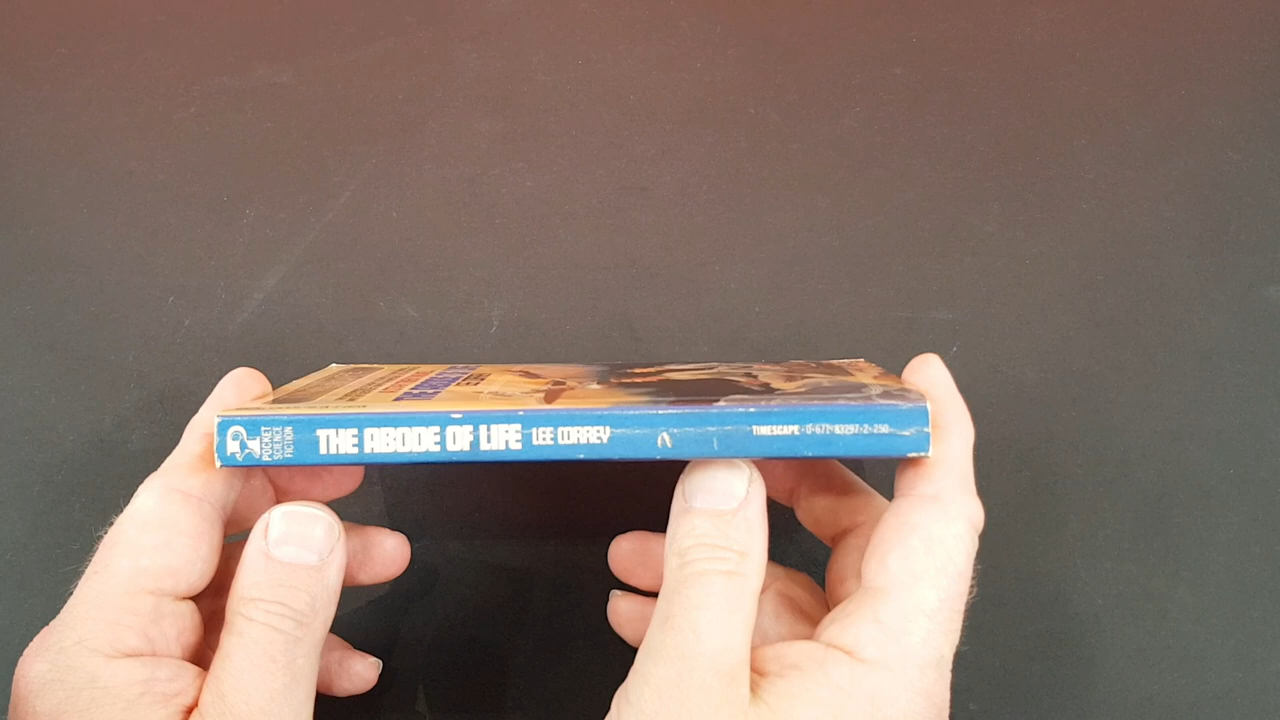 POCKET
SCIENCE
FICTION
THE ABODE OF LIFE LEE CORREY
TIMESCAPE · 0-671-83297-2·250